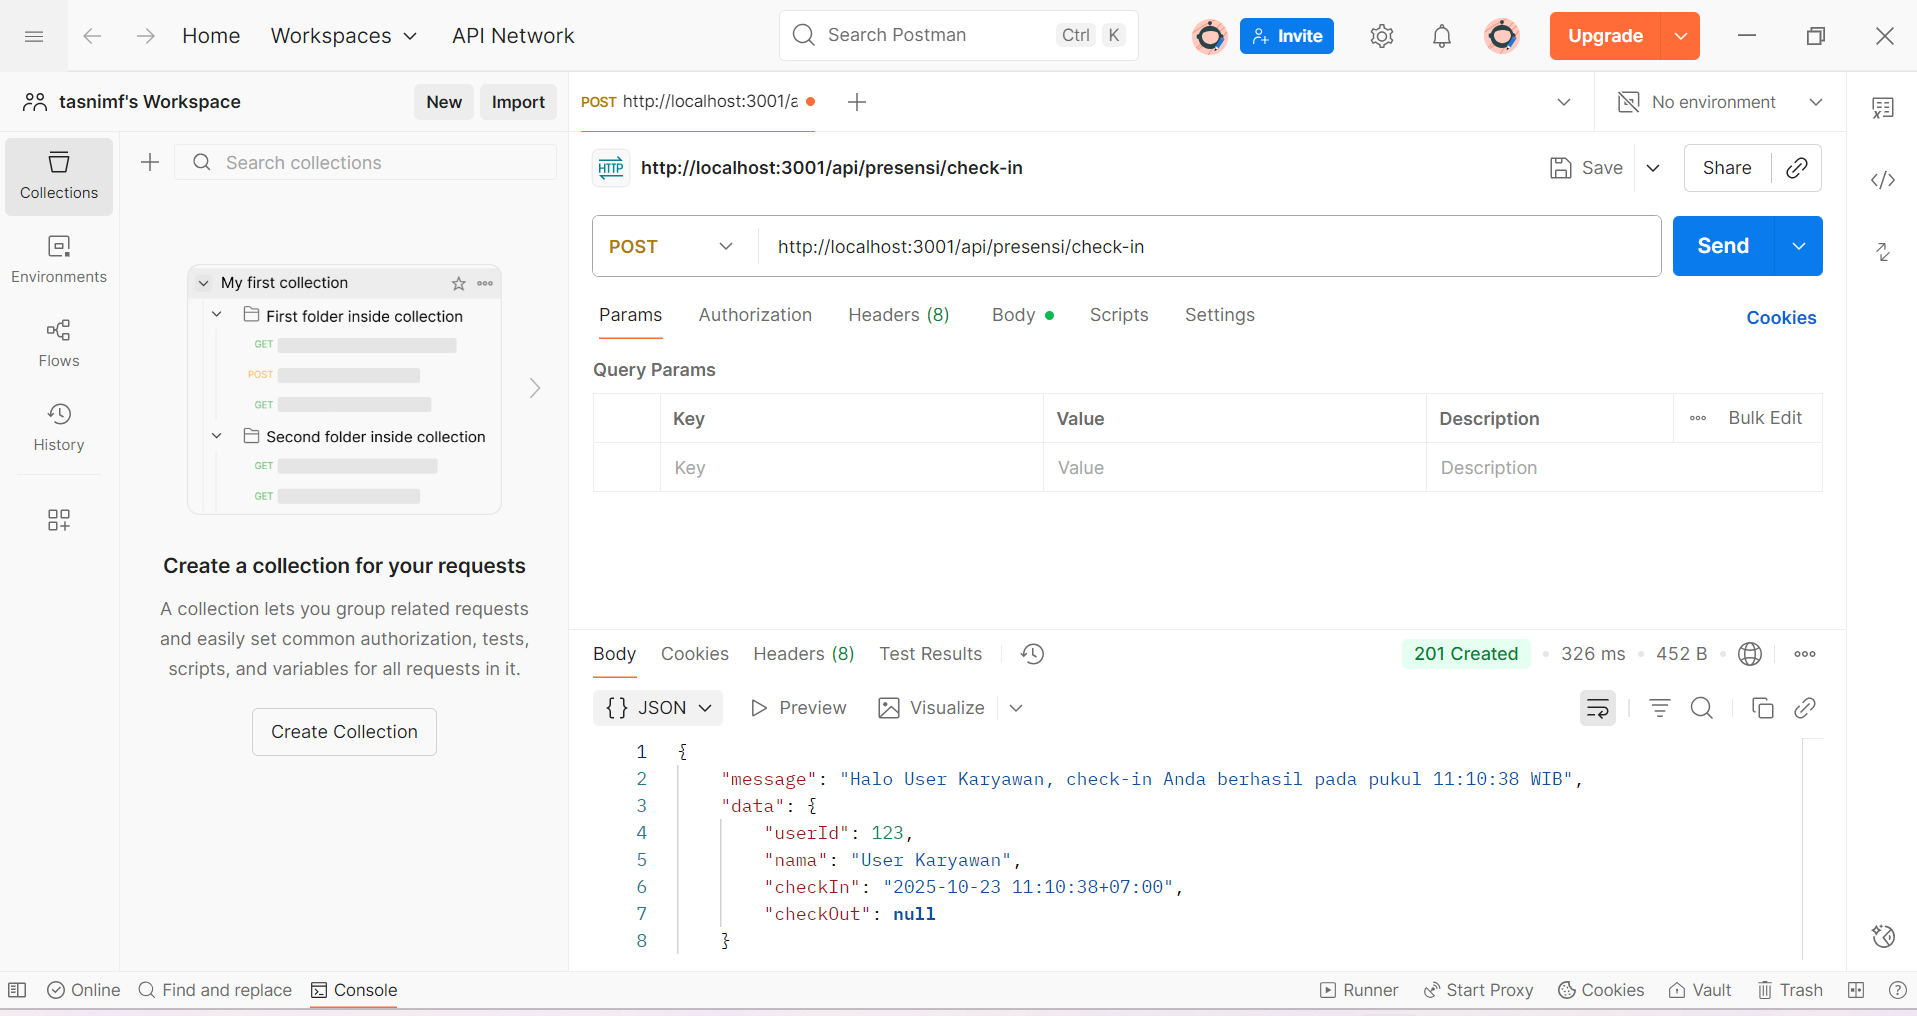 Home
Workspaces
API Network
Search Postman
Ctrl K
Invite
Upgrade
tasnimf's Workspace
New
Import
POST http://localhost:3001/a
No environment
Collections
Search collections
Environments
Flows
History
My first collection
First folder inside collection
GET
POST
GET
Second folder inside collection
GET
GET
Create a collection for your requests
A collection lets you group related requests
and easily set common authorization, tests,
scripts, and variables for all requests in it.
Create Collection
HTTP http://localhost:3001/api/presensi/check-in
Save
Share
POST
http://localhost:3001/api/presensi/check-in
Send
Params
Authorization
Headers (8)
Body
Scripts
Settings
Cookies
Query Params
Key Value Description Bulk Edit
Key Value Description
Body
Cookies
Headers (8)
Test Results
201 Created
326 ms
452 B
{} JSON
Preview
Visualize
1 {
2 "message": "Halo User Karyawan, check-in Anda berhasil pada pukul 11:10:38 WIB",
3 "data": {
4 "userId": 123,
5 "nama": "User Karyawan",
6 "checkIn": "2025-10-23 11:10:38+07:00",
7 "checkOut": null
8 }
Online
Find and replace
Console
Runner
Start Proxy
Cookies
Vault
Trash